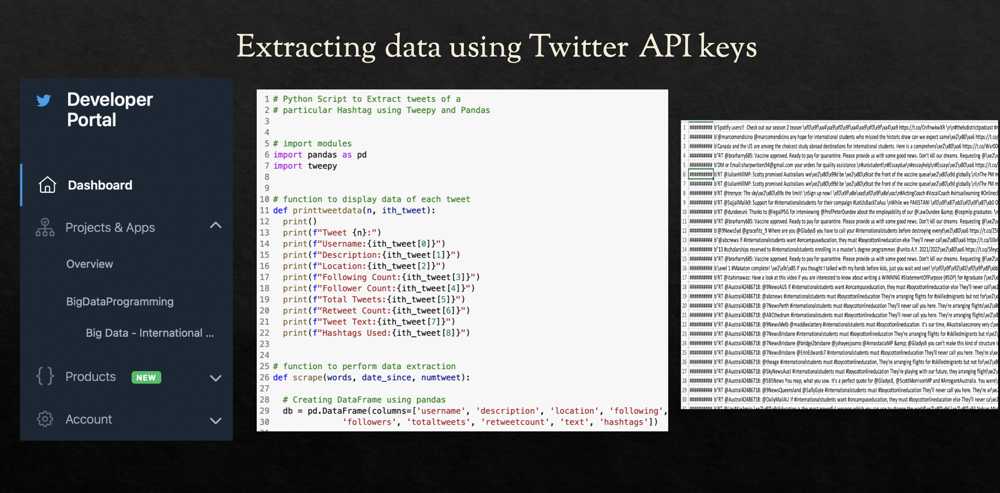 Extracting data using Twitter API keys
Developer
Portal
Dashboard
Projects & Apps
Overview
BigDataProgramming
Big Data - International ...
{ } Products NEW
Account
1 # Python Script to Extract tweets of a
2 # particular Hashtag using Tweepy and Pandas
3
4
5 # import modules
6 import pandas as pd
7 import tweepy
8
9
10 # function to display data of each tweet
11 def printtweetdata(n, ith_tweet):
12   print()
13   print(f"Tweet {n}:")
14   print(f"Username:{ith_tweet[0]}")
15   print(f"Description:{ith_tweet[1]}")
16   print(f"Location:{ith_tweet[2]}")
17   print(f"Following Count:{ith_tweet[3]}")
18   print(f"Follower Count:{ith_tweet[4]}")
19   print(f"Total Tweets:{ith_tweet[5]}")
20   print(f"Retweet Count:{ith_tweet[6]}")
21   print(f"Tweet Text:{ith_tweet[7]}")
22   print(f"Hashtags Used:{ith_tweet[8]}")
23
24
25 # function to perform data extraction
26 def scrape(words, date_since, numtweet):
27
28   # Creating DataFrame using pandas
29   db = pd.DataFrame(columns=['username', 'description', 'location', 'following',
30               'followers', 'totaltweets', 'retweetcount', 'text', 'hashtags'])
1 ########## b'Spotify users!!  Check out our season 2 teaser \xf0\x9f\xa4\xa9\xf0\x9f\xa4\xa9\xf0\x9f\xa4\xa9 https://t.co/CnIfnwkwXR \n\n#thelsdistrictpodcast
2 ########## b'@marcomendicino @marcomendicino any hope for international students who missed the historic draw can we expect same\xe2\x80\xa6 https://t.co/
3 ########## b'Canada and the US are among the choicest study abroad destinations for international students. Here is a comprehens\xe2\x80\xa6 https://t.co/
4 ########## b"RT @brarharry685: Vaccine approved. Ready to pay for quarantine. Please provide us with some good news. Don't kill our dreams. Requesting @\xe2\x
5 ########## b'DM or Email:sharpwriters94@gmail.com your orders for quality assistance.\n#unistudent\n#Essaydue\n#essayhelp\n#Essays\xe2\x80\xa6 https://t.co/
6 ########## b'RT @JulianHillMP: Scotty promised Australians we\xe2\x80\x99d be \xe2\x80\x9cat the front of the vaccine queue\xe2\x80\x9d globally.\n\nThe PM m
7 ########## b'RT @JulianHillMP: Scotty promised Australians we\xe2\x80\x99d be \xe2\x80\x9cat the front of the vaccine queue\xe2\x80\x9d globally.\n\nThe PM m
8 ########## b'RT @trenyce: The sky\xe2\x80\x99s the limit! \nSign up now! \xf0\x9f\x8e\xad\xf0\x9f\x8e\xac\n#ActingCoach #VocalCoach #virtuallearning #Onlinecl
9 ########## b'RT @SajjalMalik9: Support for #internationalstudents for their compaign #LetUsBackToAus \nWhile we PAKISTANI \xf0\x9f\x87\xb5\xf0\x9f\x87\xb0 O
10 ########## b'RT @dundeeuni: Thanks to @legalPSG for interviewing @ProfPeterDundee about the employability of our @LawDundee &amp; @cepmlp graduates. \n
11 ########## b"RT @brarharry685: Vaccine approved. Ready to pay for quarantine. Please provide us with some good news. Don't kill our dreams. Requesting @\xe2\x
12 ########## b'@9NewsSyd @gracefitz_9 Where are you @GladysB you have to call your #internationalstudents before destroying everyt\xe2\x80\xa6 https://t.co/
13 ########## b"@abcnews If #internationalstudents want #oncampuseducation, they must #boycottonlineducation else They'll never cal\xe2\x80\xa6 https://t.co/
14 ########## b"13 #scholarships reserved to #internationalstudents enrolling in a master's degree programmes @unito A.Y. 2021/2022\xe2\x80\xa6 https://t.co/
15 ########## b"RT @brarharry685: Vaccine approved. Ready to pay for quarantine. Please provide us with some good news. Don't kill our dreams. Requesting @\xe2\x
16 ########## b'Level 1 #Makaton complete! \xe2\x9c\x85 If you thought I talked with my hands before kids, just you wait and see! \n\xf0\x9f\x92\x81\xf0\x9f\x8f\xbb
17 ########## b'RT @itahirnawaz: Have a look at this video if you are interested to know about writing a WINNING #StatementOfPurpose (#SOP) for #graduate (\xe2
18 ########## b"RT @Austral42486718: @9NewsAUS If #internationalstudents want #oncampuseducation, they must #boycottonlineducation else They'll never call\xe2
19 ########## b"RT @Austral42486718: @abcnews #internationalstudents must #boycottonlineducation They're arranging flights for #skilledmigrants but not for\xe2\x8
20 ########## b"RT @Austral42486718: @7NewsPerth #internationalstudents must #boycottonlineducation They'll never call you here. They're arranging flights\xe2\x8
21 ########## b"RT @Austral42486718: @ABCthedrum #internationalstudents must #boycottonlineducation They'll never call you here. They're arranging flights\xe2\x8
22 ########## b"RT @Austral42486718: @9NewsMelb @maddieslattery #internationalstudents must #boycottonlineducation. It's our time, #Australiaeconony very c\xe
23 ########## b"RT @Austral42486718: @7NewsBrisbane #internationalstudents must #boycottonlineducation They're arranging flights for #skilledmigrants but n\xe2\
24 ########## b"RT @Austral42486718: @7NewsBrisbane @bridge2brisbane @johayesjourno @AnnastaciaMP &amp; @GladysB you can't make this kind of structure i
25 ########## b"RT @Austral42486718: @7NewsBrisbane @ErinEdwards7 #internationalstudents must #boycottonlineducation They'll never call you here. They're a\xe
26 ########## b"RT @Austral42486718: @theage #internationalstudents must #boycottonlineducation, They're arranging flights for #skilledmigrants but not for\xe2\x8
27 ########## b"RT @Austral42486718: @SkyNewsAust #internationalstudents must #boycottonlineducation They're playing with our future, they arranging flight\xe2\
28 ########## b"RT @Austral42486718: @SBSNews You reap, what you sow. It's a perfect quote for @GladysB, @ScottMorrisonMP and #ArrogantAustralia. You were\
29 ########## b"RT @Austral42486718: @9NewsQueensland @SallyGyte #internationalstudents must #boycottonlineducation They'll never call you here. They're ar\xe
30 ########## b"RT @Austral42486718: @DailyMailAU If #internationalstudents want #oncampuseducation, they must #boycottonlineducation else They'll never ca\xe2